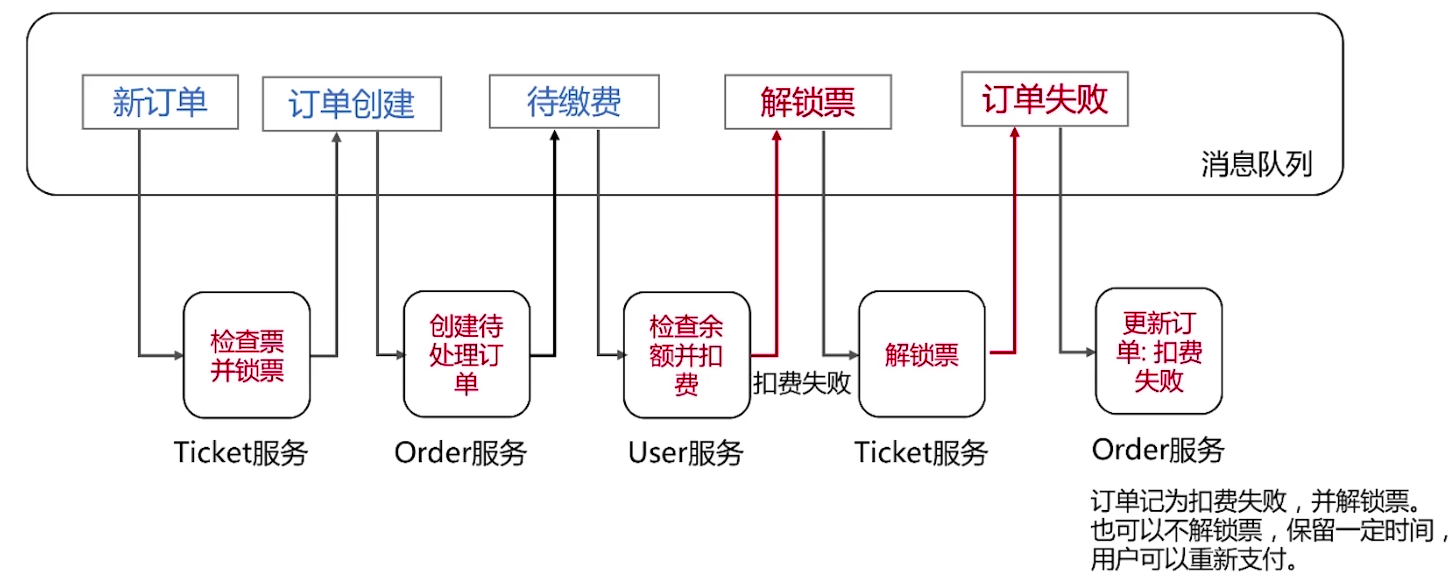 新订单
订单创建
待缴费
解锁票
订单失败
消息队列
检查票
并锁票
创建待
处理订
单
检查余
额并扣
费
扣费失败
解锁票
更新订
单: 扣费
失败
Ticket服务
Order服务
User服务
Ticket服务
Order服务
订单记为扣费失败，并解锁票。
也可以不解锁票，保留一定时间，
用户可以重新支付。